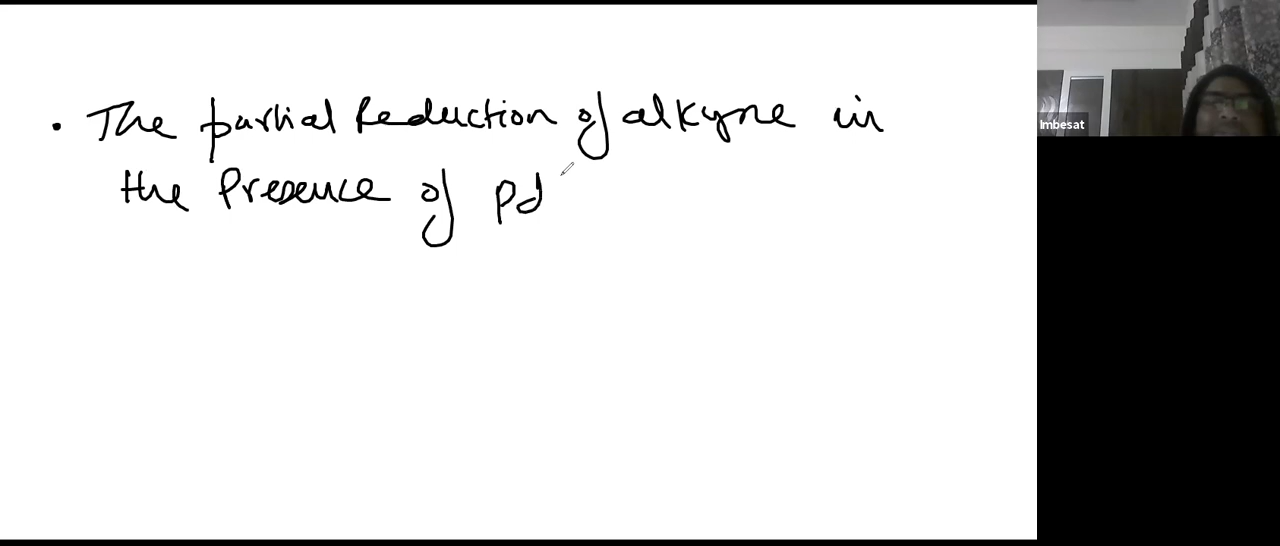 . The partial Reduction of alkyne in
the Presence of Pd
Imbesat